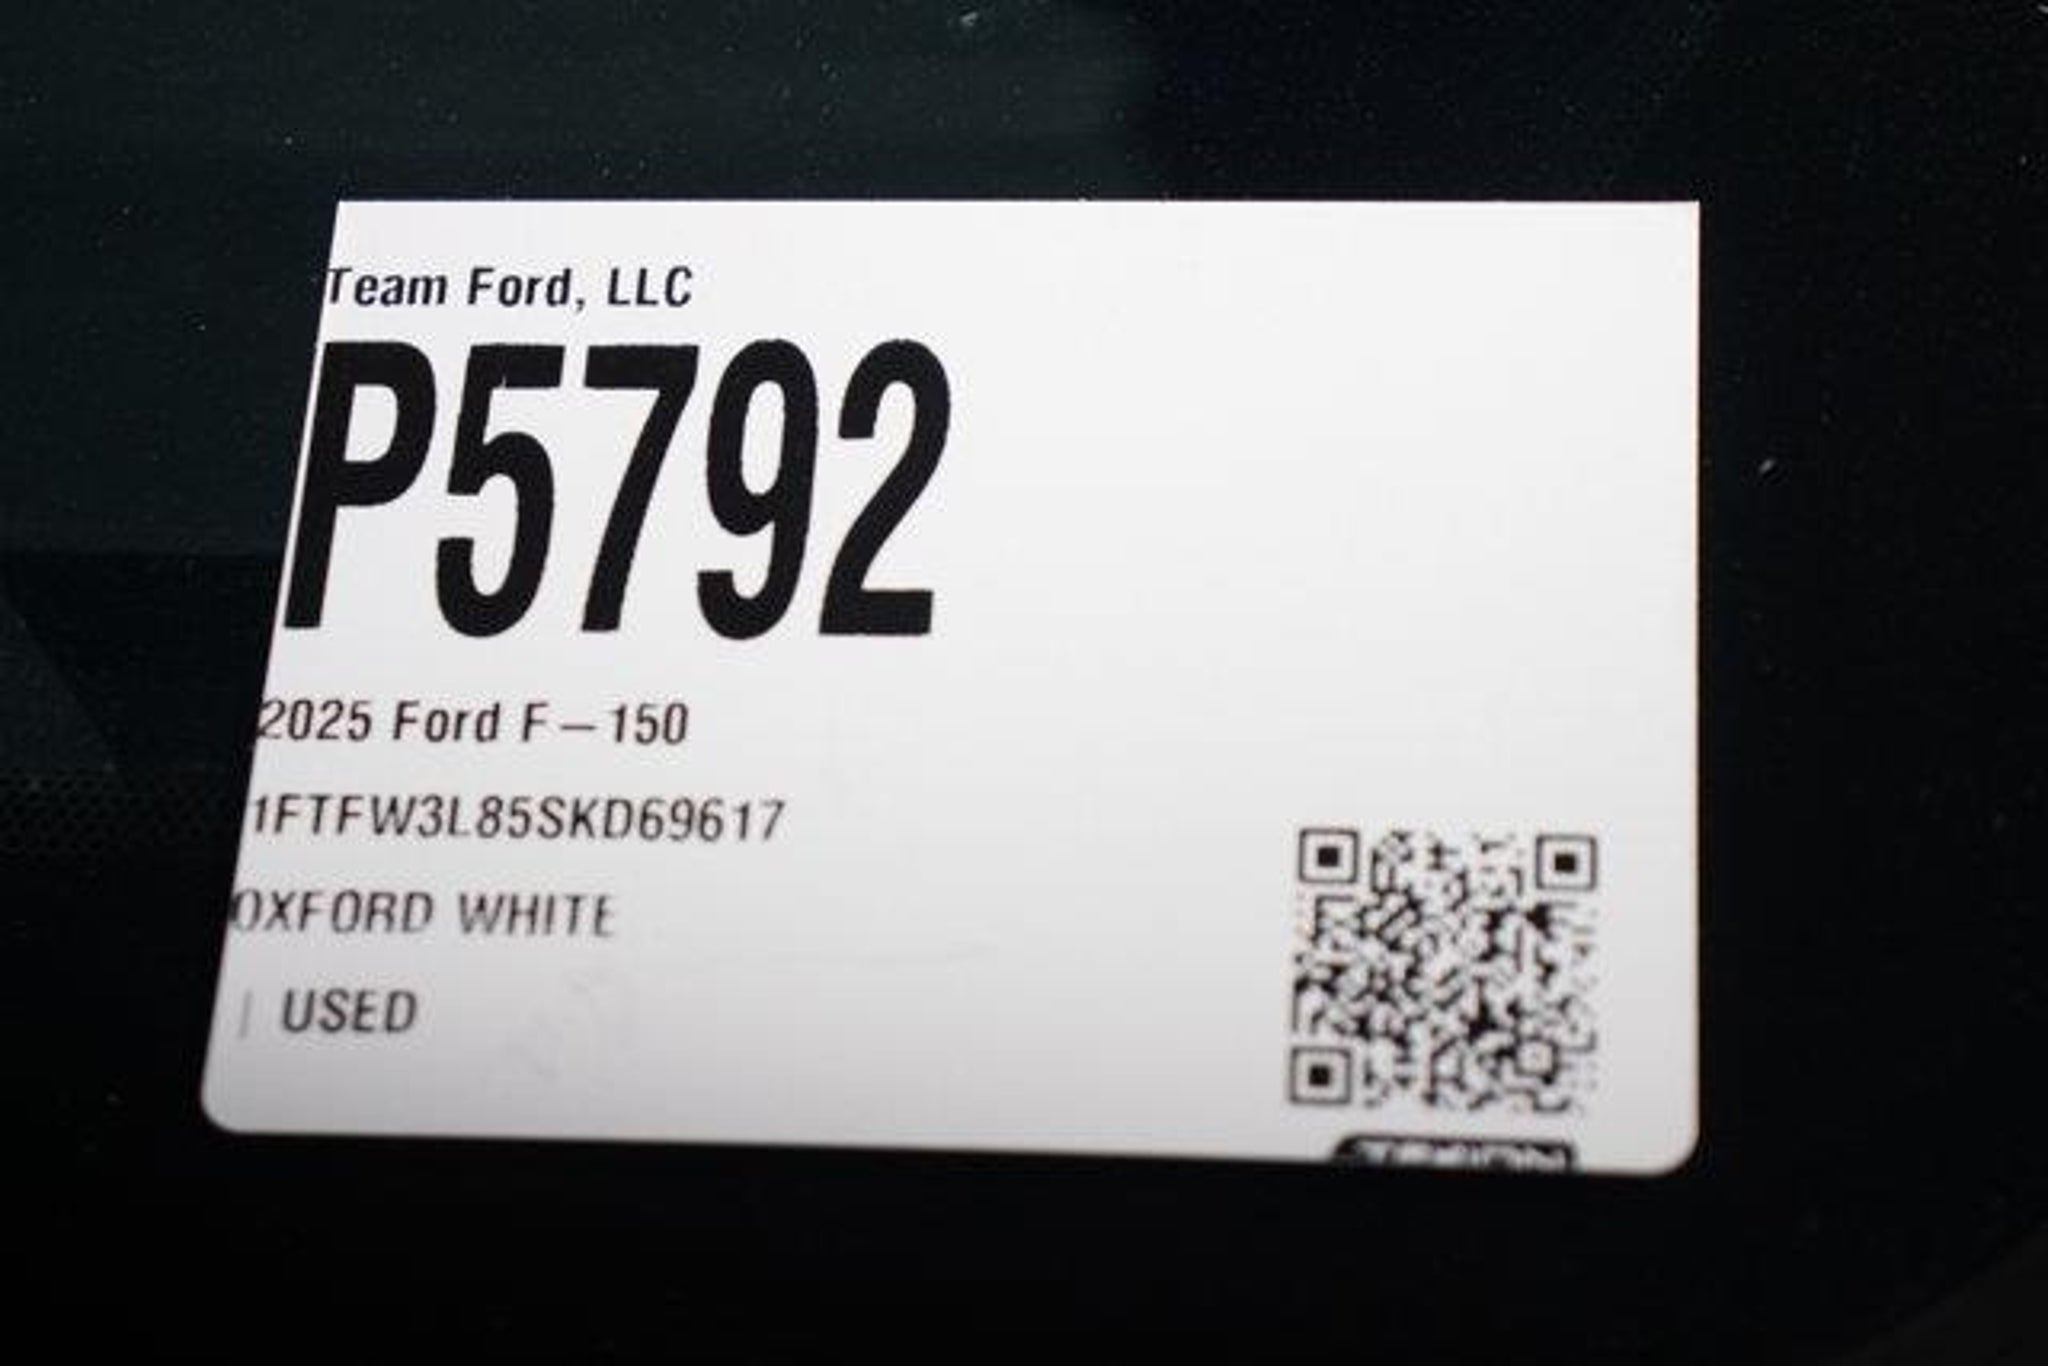 Team Ford, LLC
P5792
2025 Ford F-150
1FTFW3L85SKD69617
OXFORD WHITE
| USED